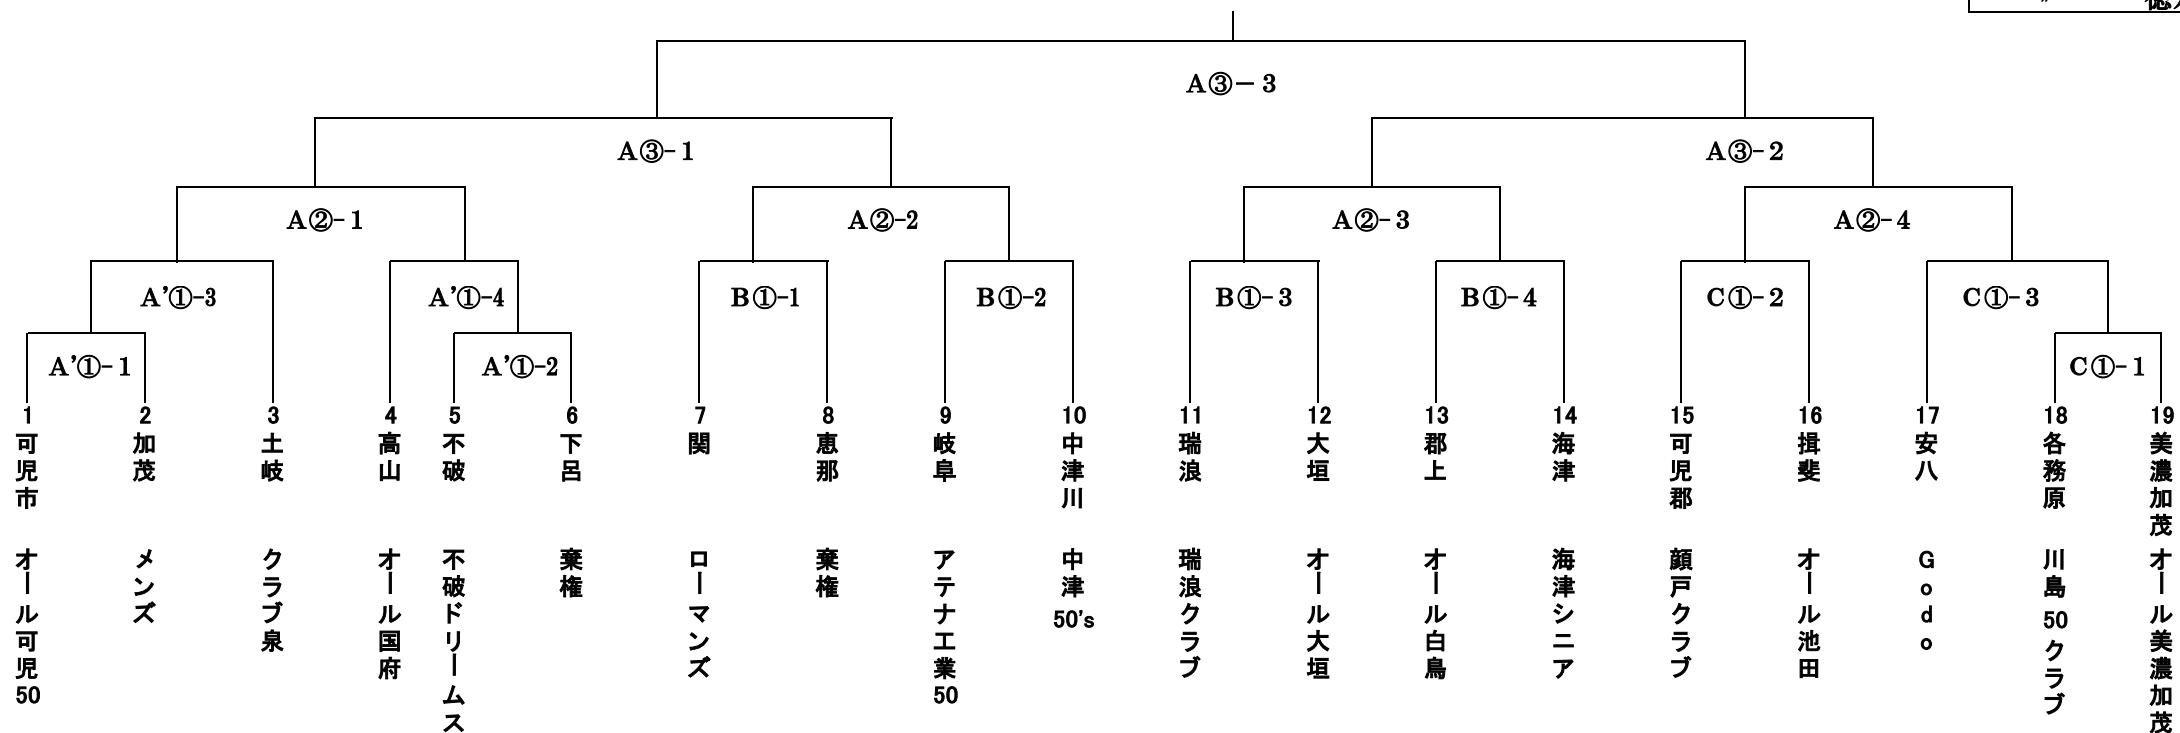 A③－3
A③-1
A③-2
A②-1
A②-2
A②-3
A②-4
A’①-3
A’①-4
B①-1
B①-2
B①-3
B①-4
C①-2
C①-3
A’①-1
A’①-2
C①-1
1 可児市 オール可児50
2 加茂 メンズ
3 土岐 クラブ泉
4 高山 オール国府
5 不破 不破ドリームス
6 下呂 棄権
7 関 ローマンズ
8 恵那 棄権
9 岐阜 アテナ工業50
10 中津川 中津50's
11 瑞浪 瑞浪クラブ
12 大垣 オール大垣
13 郡上 オール白鳥
14 海津 海津シニア
15 可児郡 顔戸クラブ
16 揖斐 オール池田
17 安八 Godo
18 各務原 川島50クラブ
19 美濃加茂 オール美濃加茂